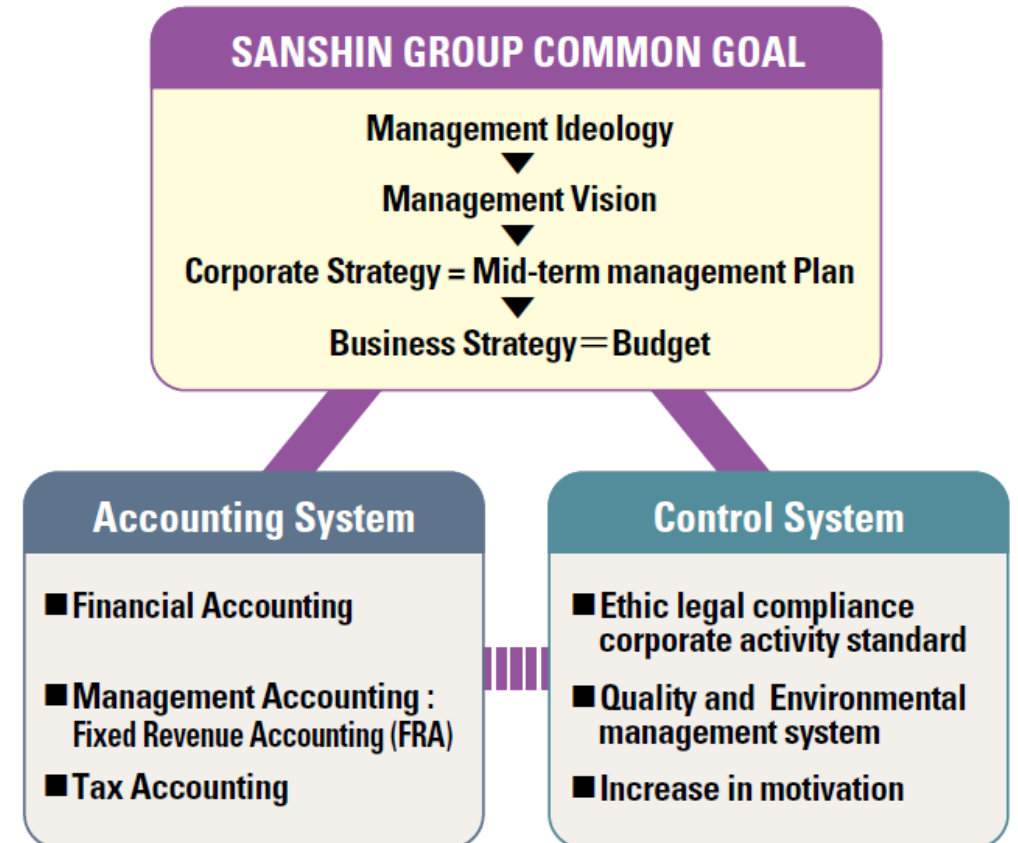 SANSHIN GROUP COMMON GOAL
Management Ideology
▼
Management Vision
▼
Corporate Strategy = Mid-term management Plan
▼
Business Strategy＝Budget
Accounting System
■Financial Accounting
■Management Accounting :
Fixed Revenue Accounting (FRA)
■Tax Accounting
Control System
■Ethic legal compliance
corporate activity standard
■Quality and Environmental
management system
■Increase in motivation